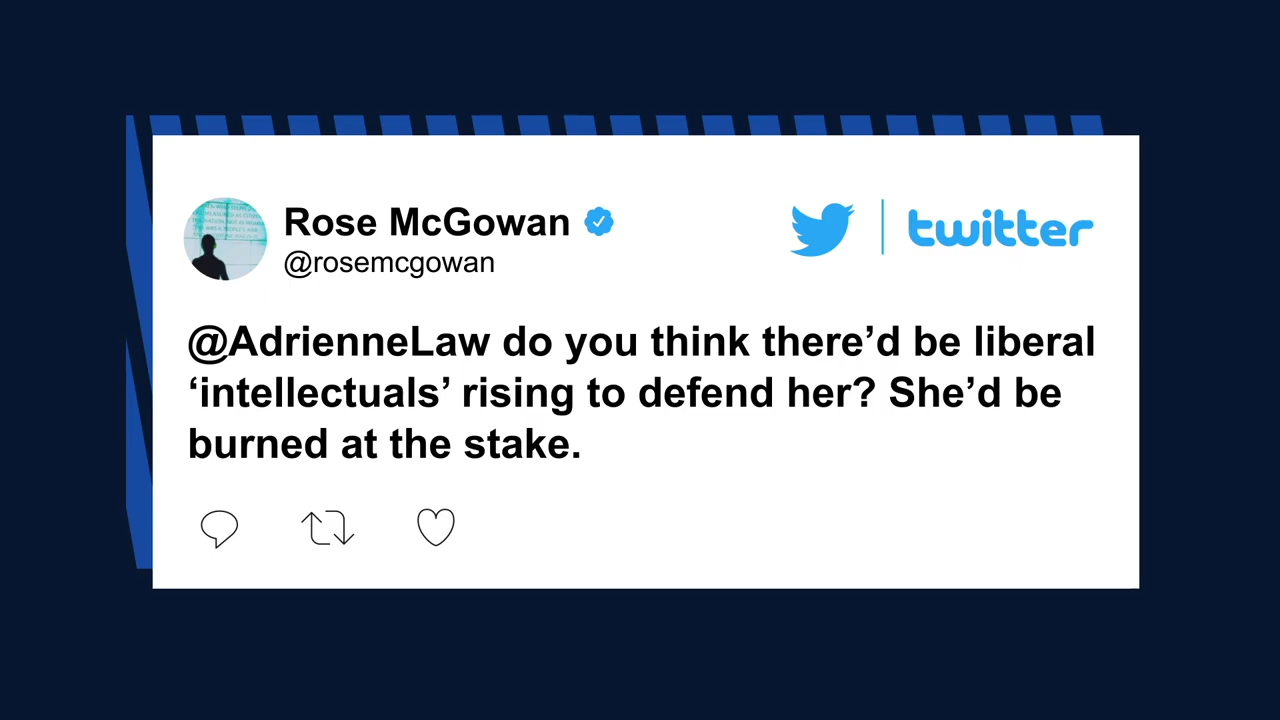 Rose McGowan
@rosemcgowan
twitter
@AdrienneLaw do you think there’d be liberal
‘intellectuals’ rising to defend her? She’d be
burned at the stake.